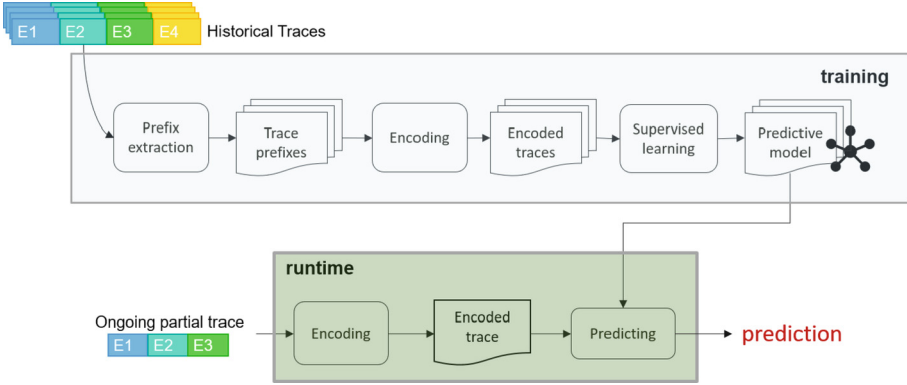 E1 E2 E3 E4
Historical Traces
training
Prefix
extraction
Trace
prefixes
Encoding
Encoded
traces
Supervised
learning
Predictive
model
runtime
Ongoing partial trace
E1 E2 E3
Encoding
Encoded
trace
Predicting
prediction